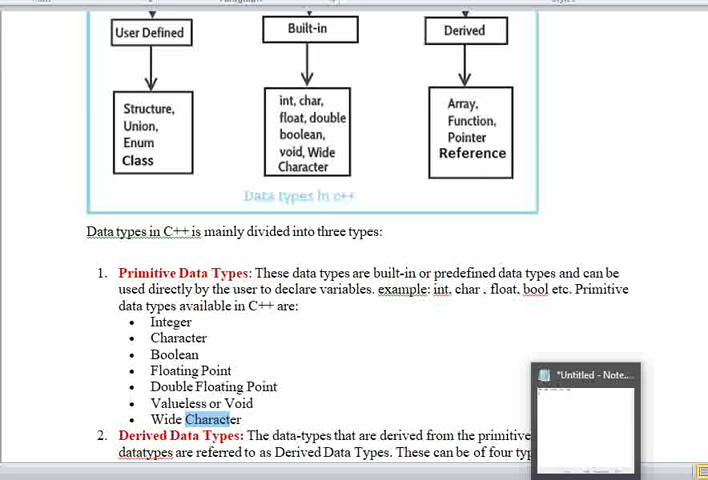 User Defined
Built-in
Derived
Structure,
Union,
Enum
Class
int, char,
float, double
boolean,
void, Wide
Character
Array,
Function,
Pointer
Reference
Data types in c++
Data types in C++ is mainly divided into three types:
1. Primitive Data Types: These data types are built-in or predefined data types and can be
used directly by the user to declare variables. example: int, char , float, bool etc. Primitive
data types available in C++ are:
• Integer
• Character
• Boolean
• Floating Point
• Double Floating Point
• Valueless or Void
• Wide Character
2. Derived Data Types: The data-types that are derived from the primitive
datatypes are referred to as Derived Data Types. These can be of four typ
*Untitled - Note...